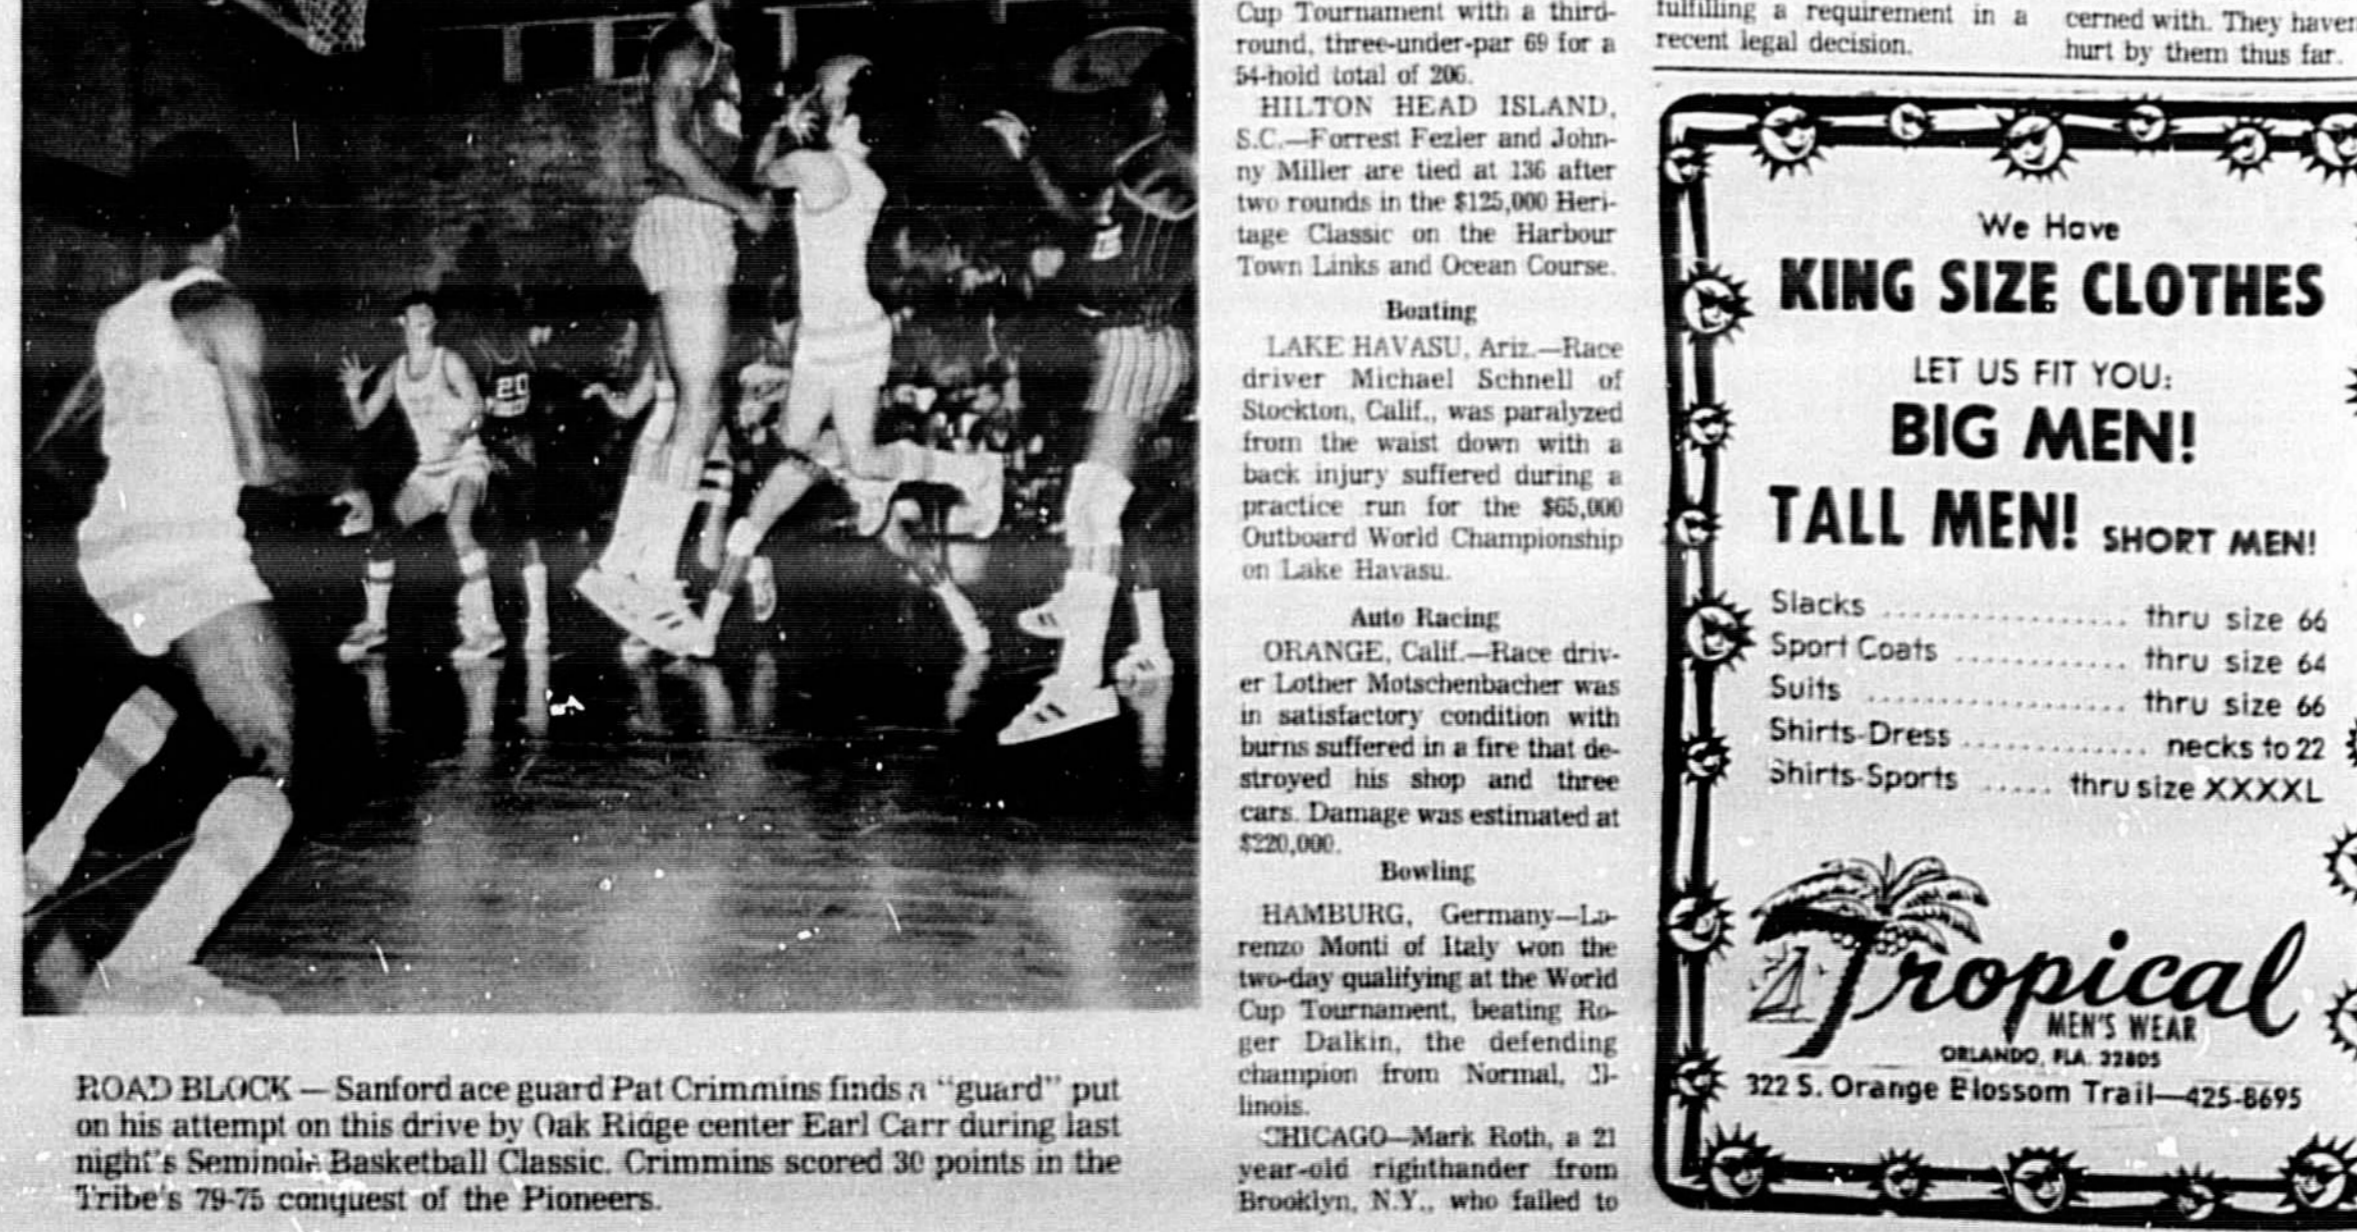 20
ROAD BLOCK — Sanford ace guard Pat Crimmins finds a "guard" put
on his attempt on this drive by Oak Ridge center Earl Carr during last
night's Seminole Basketball Classic. Crimmins scored 30 points in the
Tribe's 79-75 conquest of the Pioneers.
Cup Tournament with a third-
round, three-under-par 69 for a
54-hold total of 206.
HILTON HEAD ISLAND,
S.C.—Forrest Fezler and John-
ny Miller are tied at 136 after
two rounds in the $125,000 Heri-
tage Classic on the Harbour
Town Links and Ocean Course.
Boating
LAKE HAVASU, Ariz.—Race
driver Michael Schnell of
Stockton, Calif., was paralyzed
from the waist down with a
back injury suffered during a
practice run for the $65,000
Outboard World Championship
on Lake Havasu.
Auto Racing
ORANGE, Calif.—Race driv-
er Lother Motschenbacher was
in satisfactory condition with
burns suffered in a fire that de-
stroyed his shop and three
cars. Damage was estimated at
$220,000.
Bowling
HAMBURG, Germany—Lo-
renzo Monti of Italy won the
two-day qualifying at the World
Cup Tournament, beating Ro-
ger Dalkin, the defending
champion from Normal, Il-
linois.
CHICAGO—Mark Roth, a 21
year-old righthander from
Brooklyn, N.Y., who failed to
fulfilling a requirement in a
recent legal decision.
cerned with. They haven
hurt by them thus far.
We Have
KING SIZE CLOTHES
LET US FIT YOU:
BIG MEN!
TALL MEN! SHORT MEN!
Slacks .......................... thru size 66
Sport Coats .................. thru size 64
Suits ........................... thru size 66
Shirts-Dress ................... necks to 22
Shirts-Sports ..... thru size XXXXL
Tropical
MEN'S WEAR
ORLANDO, FLA. 32805
322 S. Orange Blossom Trail—425-8695